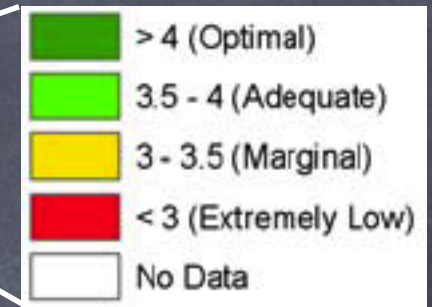 > 4 (Optimal)
3.5 - 4 (Adequate)
3 - 3.5 (Marginal)
< 3 (Extremely Low)
No Data